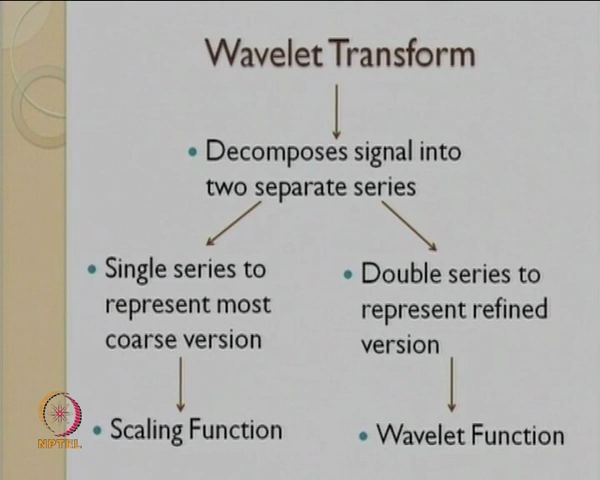 Wavelet Transform
• Decomposes signal into
two separate series
• Single series to
represent most
coarse version
• Double series to
represent refined
version
• Scaling Function
• Wavelet Function
NPTEL